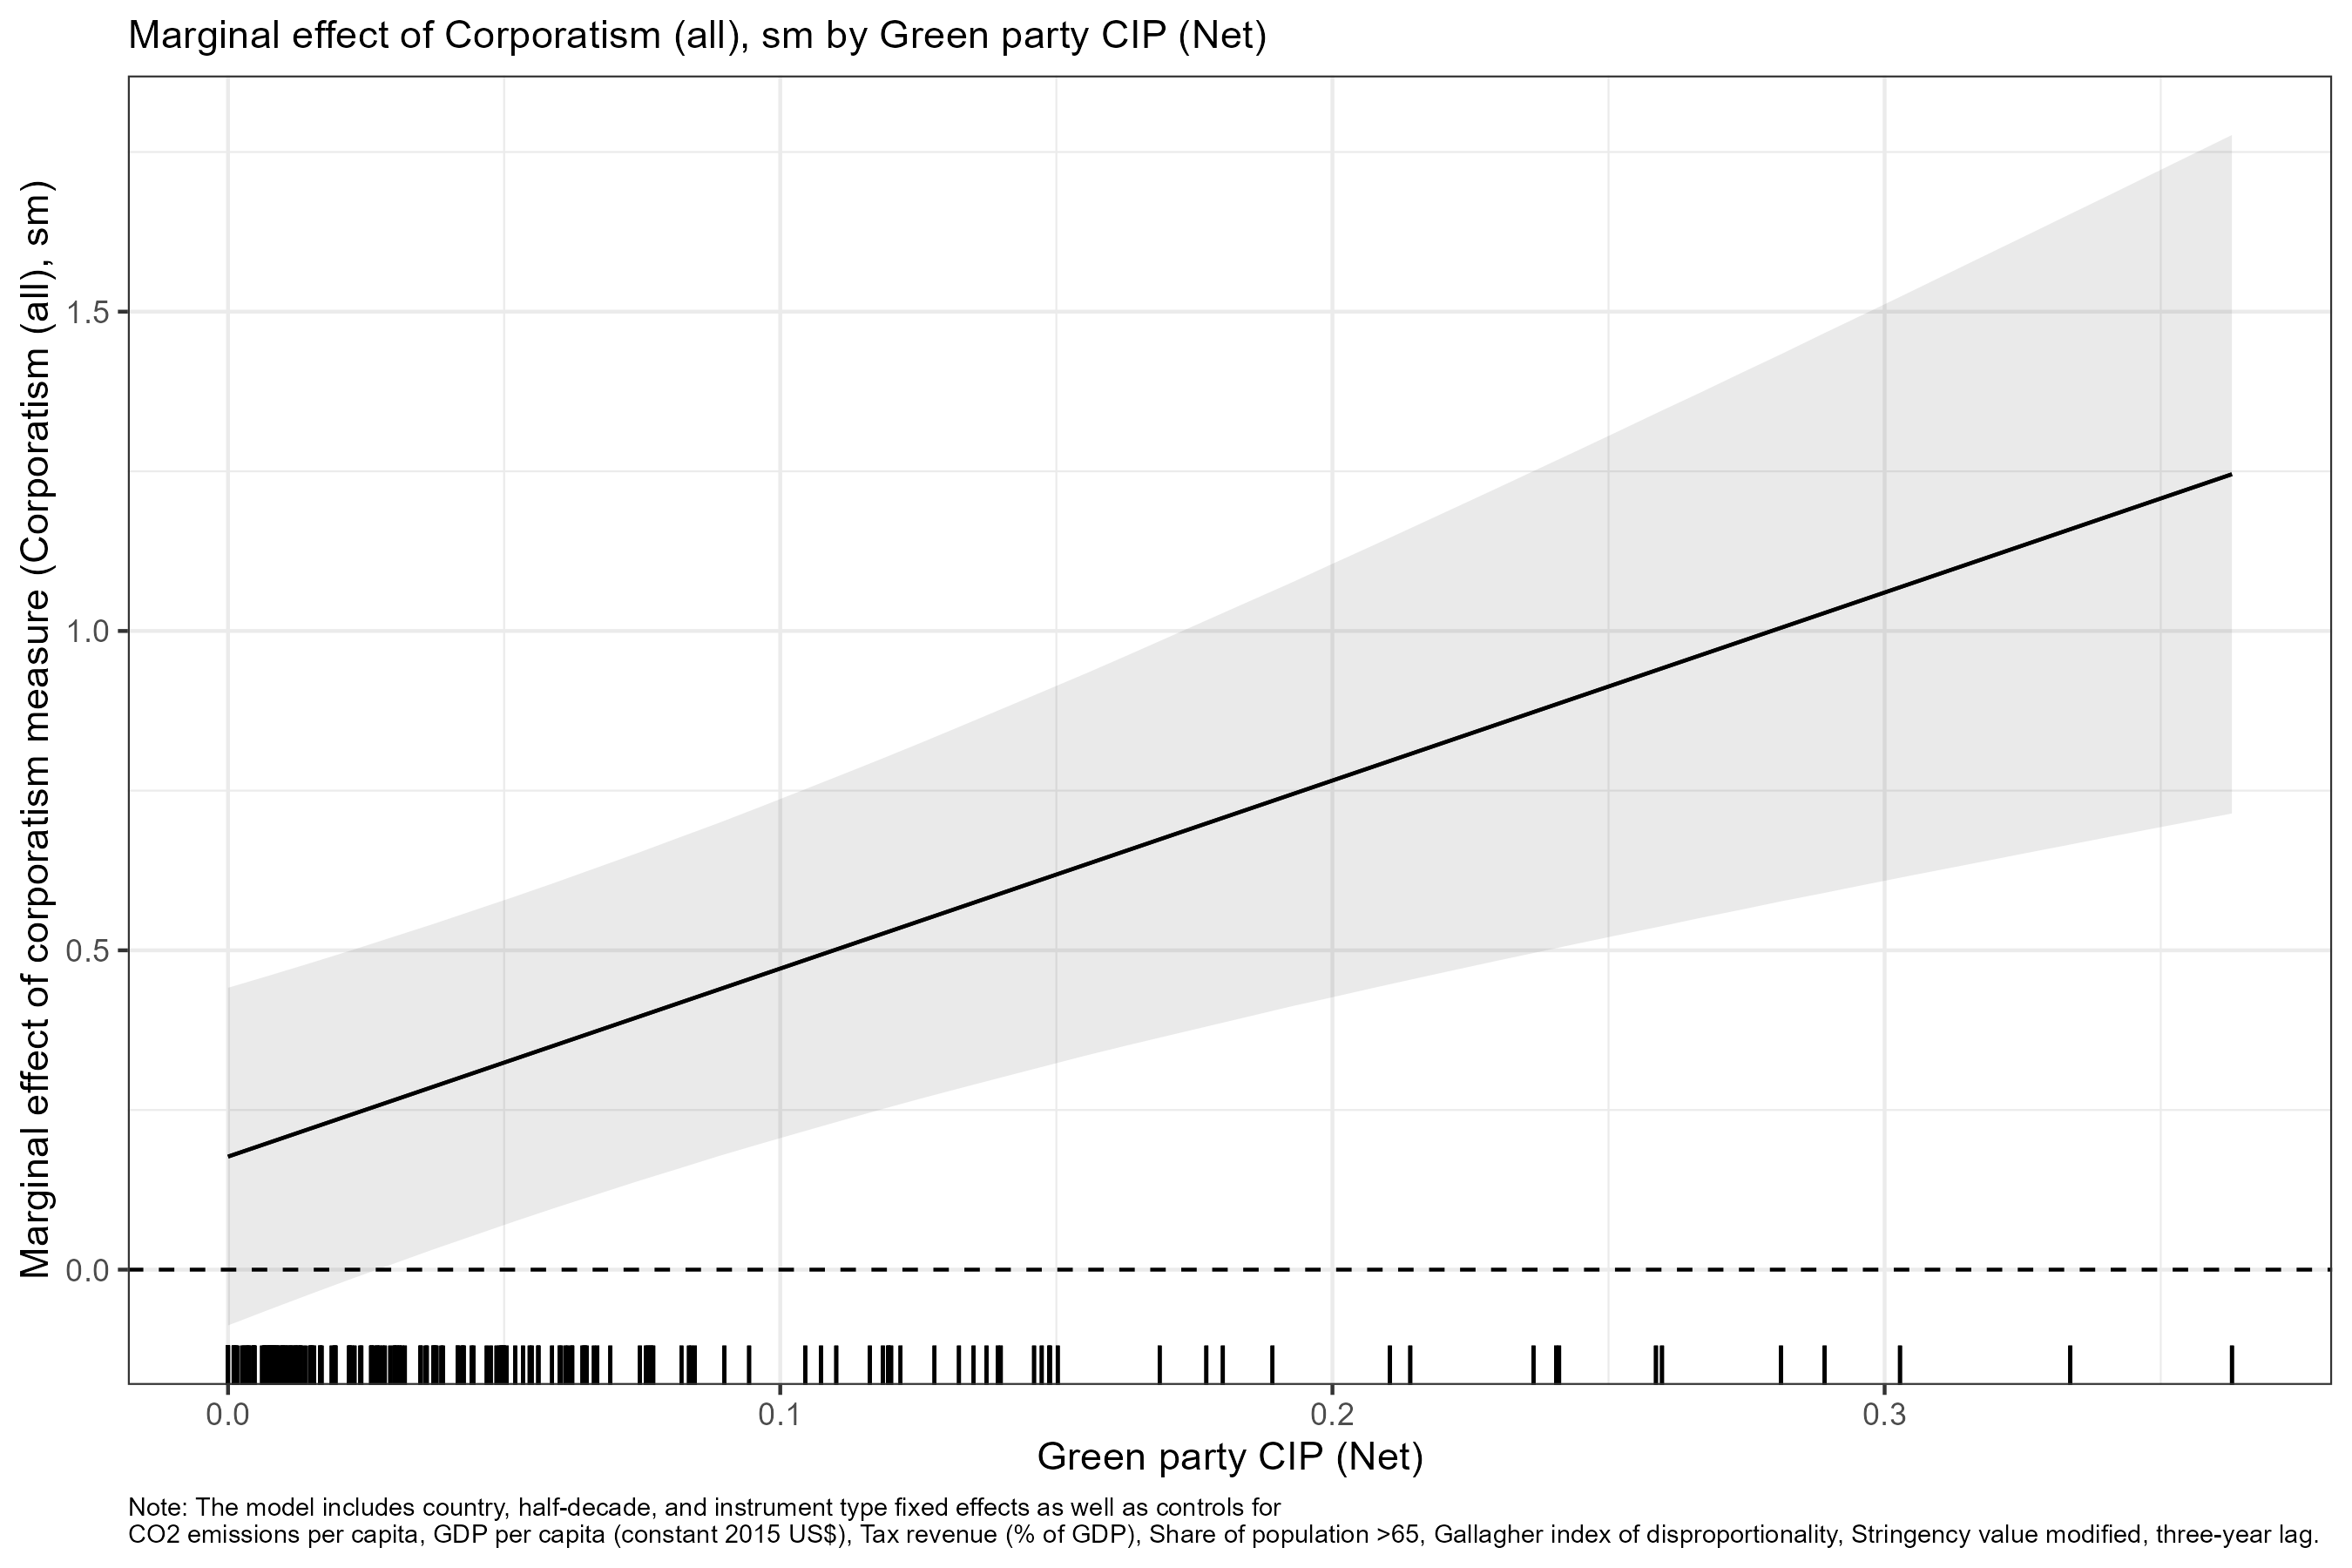 Marginal effect of Corporatism (all), sm by Green party CIP (Net)
Marginal effect of corporatism measure (Corporatism (all), sm)
1.5
1.0
0.5
0.0
0.0 0.1 0.2 0.3
Green party CIP (Net)
Note: The model includes country, half-decade, and instrument type fixed effects as well as controls for
CO2 emissions per capita, GDP per capita (constant 2015 US$), Tax revenue (% of GDP), Share of population >65, Gallagher index of disproportionality, Stringency value modified, three-year lag.